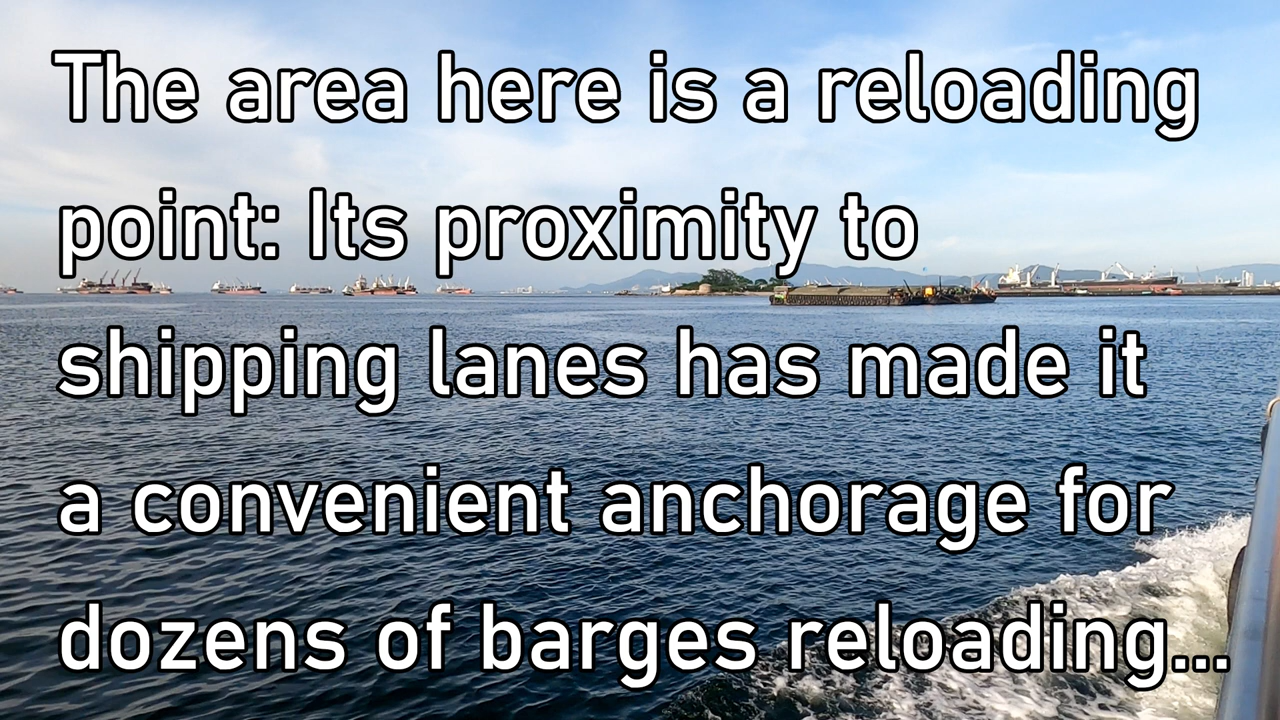 The area here is a reloading
point: Its proximity to
shipping lanes has made it
a convenient anchorage for
dozens of barges reloading...